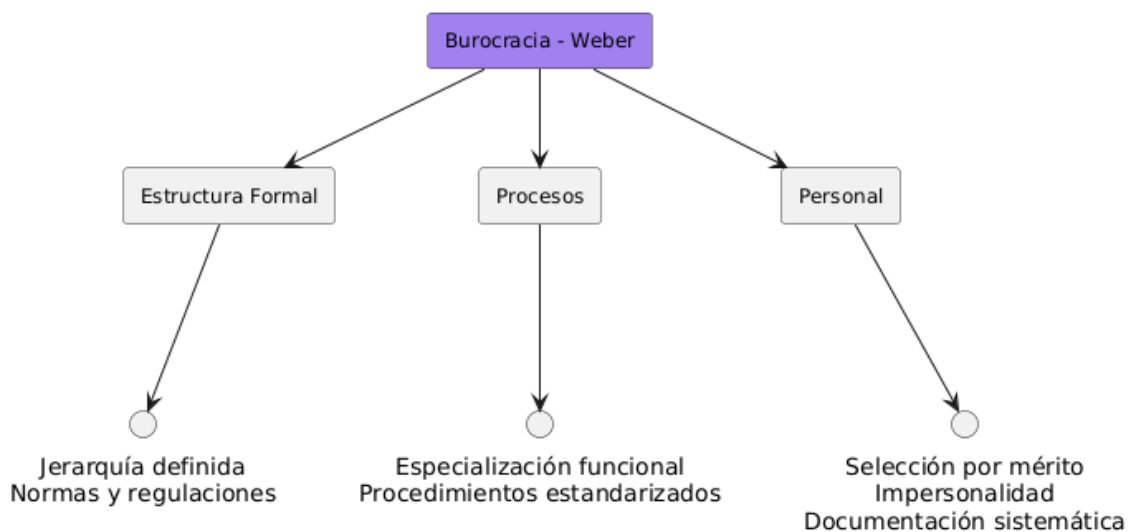 Burocracia - Weber
Estructura Formal
Procesos
Personal
Jerarquía definida
Normas y regulaciones
Especialización funcional
Procedimientos estandarizados
Selección por mérito
Impersonalidad
Documentación sistemática